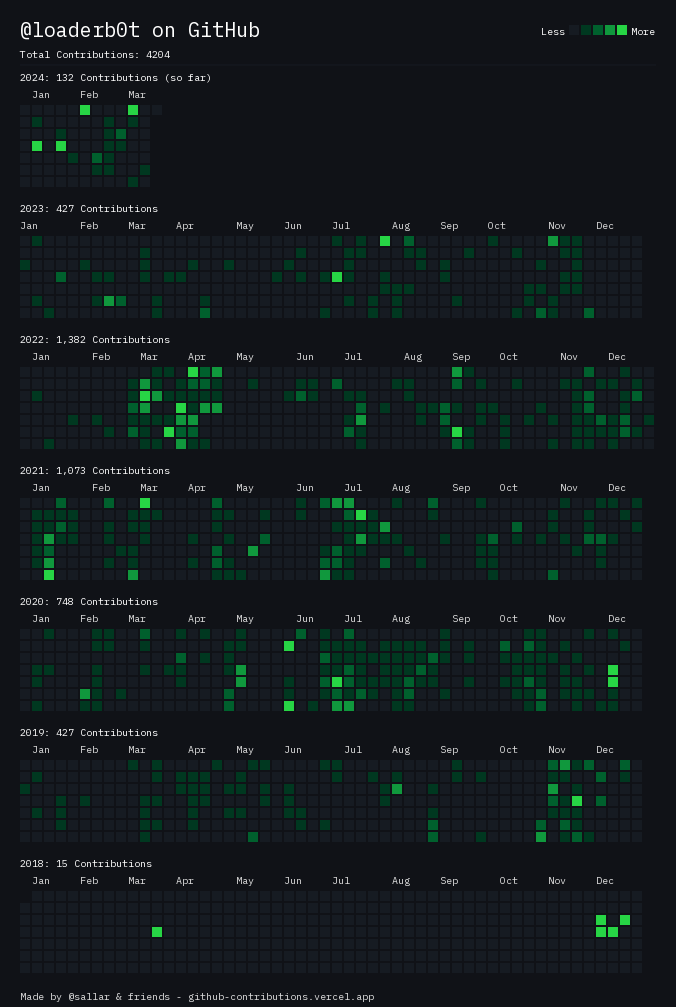 @loaderb0t on GitHub
Less More
Total Contributions: 4204
2024: 132 Contributions (so far)
Jan Feb Mar
2023: 427 Contributions
Jan Feb Mar Apr May Jun Jul Aug Sep Oct Nov Dec
2022: 1,382 Contributions
Jan Feb Mar Apr May Jun Jul Aug Sep Oct Nov Dec
2021: 1,073 Contributions
Jan Feb Mar Apr May Jun Jul Aug Sep Oct Nov Dec
2020: 748 Contributions
Jan Feb Mar Apr May Jun Jul Aug Sep Oct Nov Dec
2019: 427 Contributions
Jan Feb Mar Apr May Jun Jul Aug Sep Oct Nov Dec
2018: 15 Contributions
Jan Feb Mar Apr May Jun Jul Aug Sep Oct Nov Dec
Made by @sallar & friends - github-contributions.vercel.app